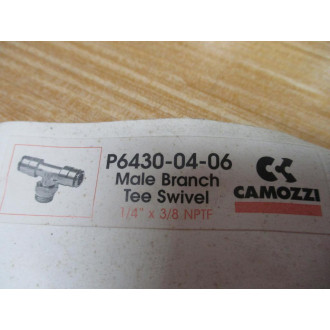 P6430-04-06
Male Branch
Tee Swivel
1/4" x 3/8 NPTF
CAMOZZI